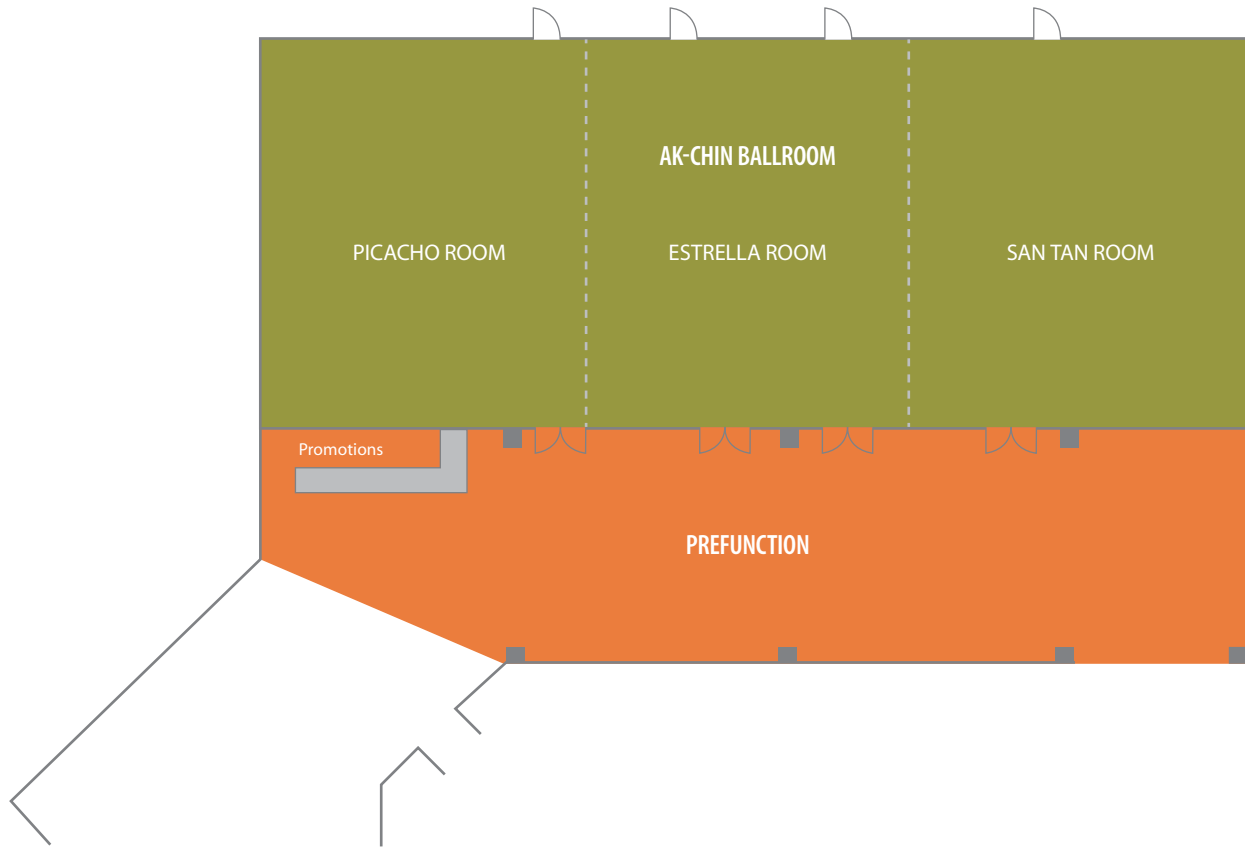 AK-CHIN BALLROOM
PICACHO ROOM
ESTRELLA ROOM
SAN TAN ROOM
Promotions
PREFUNCTION